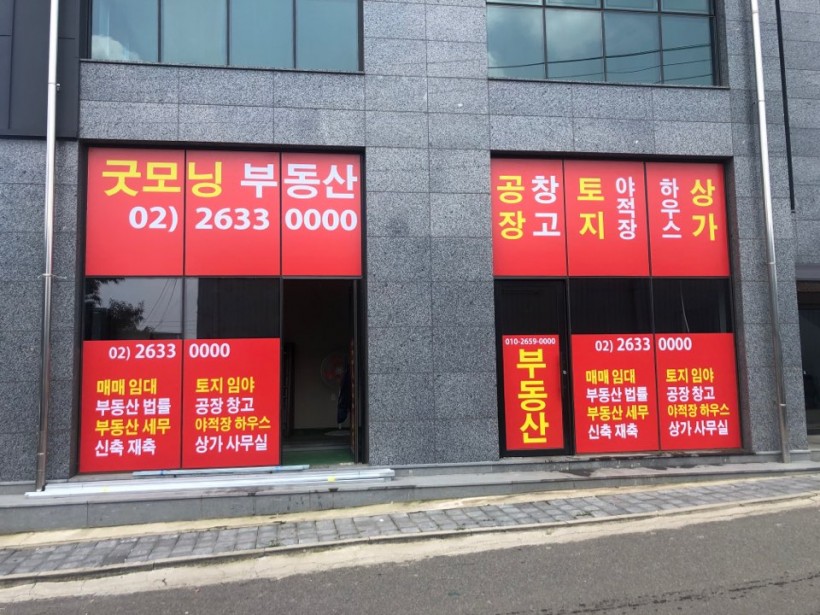 굿모닝 부동산
02) 2633 0000
공장 창고 토지 야적장 하우스 상가
02) 2633 0000
매매 임대
부동산 법률
부동산 세무
신축 재축
토지 임야
공장 창고
야적장 하우스
상가 사무실
010-2659-0000
부동산
02) 2633 0000
매매 임대
부동산 법률
부동산 세무
신축 재축
토지 임야
공장 창고
야적장 하우스
상가 사무실